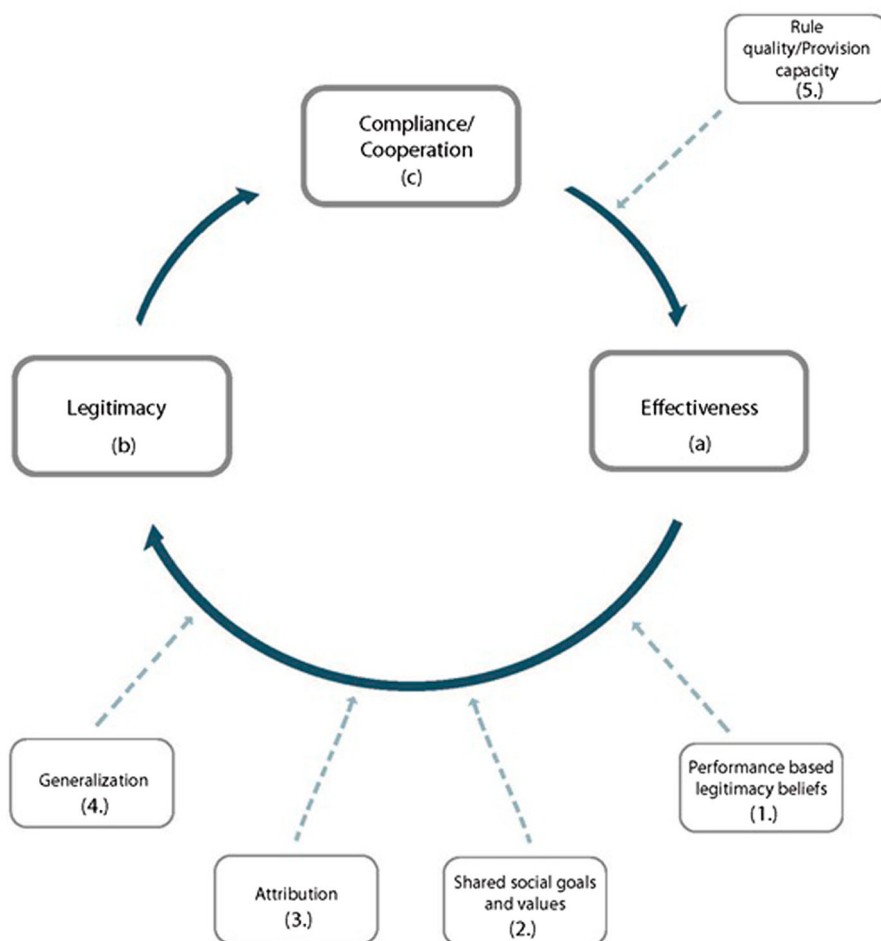 Rule
quality/Provision
capacity
(5.)
Compliance/
Cooperation
(c)
Legitimacy
(b)
Effectiveness
(a)
Generalization
(4.)
Performance based
legitimacy beliefs
(1.)
Attribution
(3.)
Shared social goals
and values
(2.)